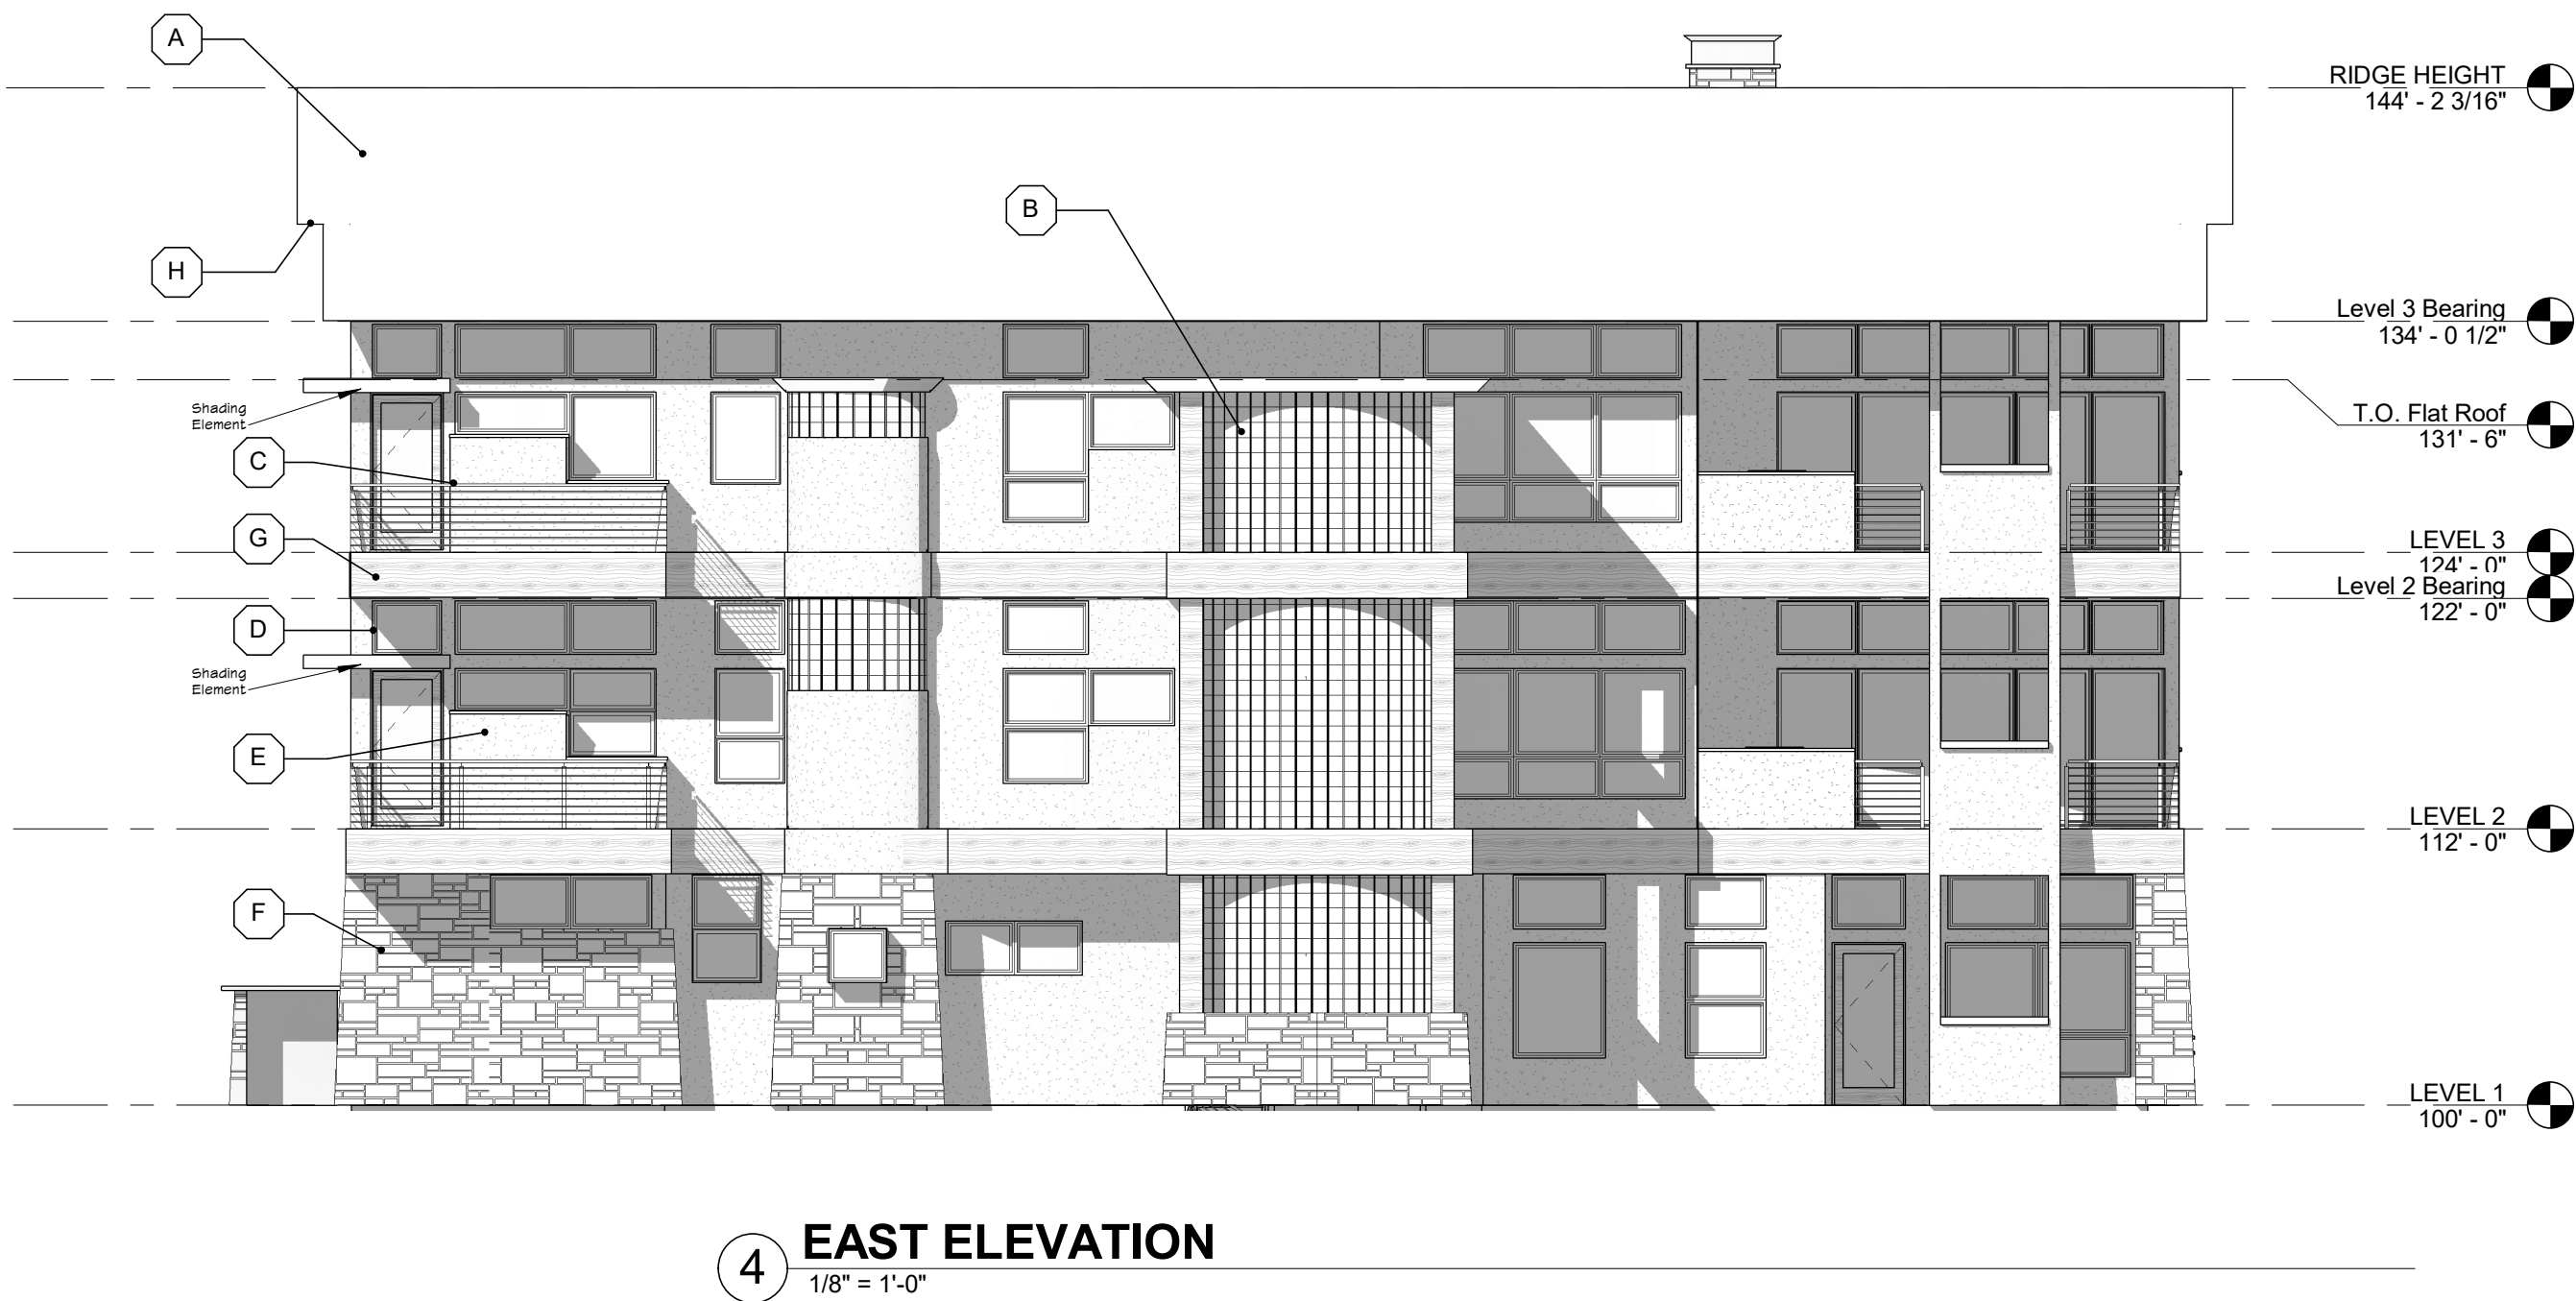 A
RIDGE HEIGHT
144' - 2 3/16"
B
H
Level 3 Bearing
134' - 0 1/2"
Shading
Element
T.O. Flat Roof
131' - 6"
C
G
LEVEL 3
124' - 0"
Level 2 Bearing
122' - 0"
D
Shading
Element
E
LEVEL 2
112' - 0"
F
LEVEL 1
100' - 0"
4
EAST ELEVATION
1/8" = 1'-0"